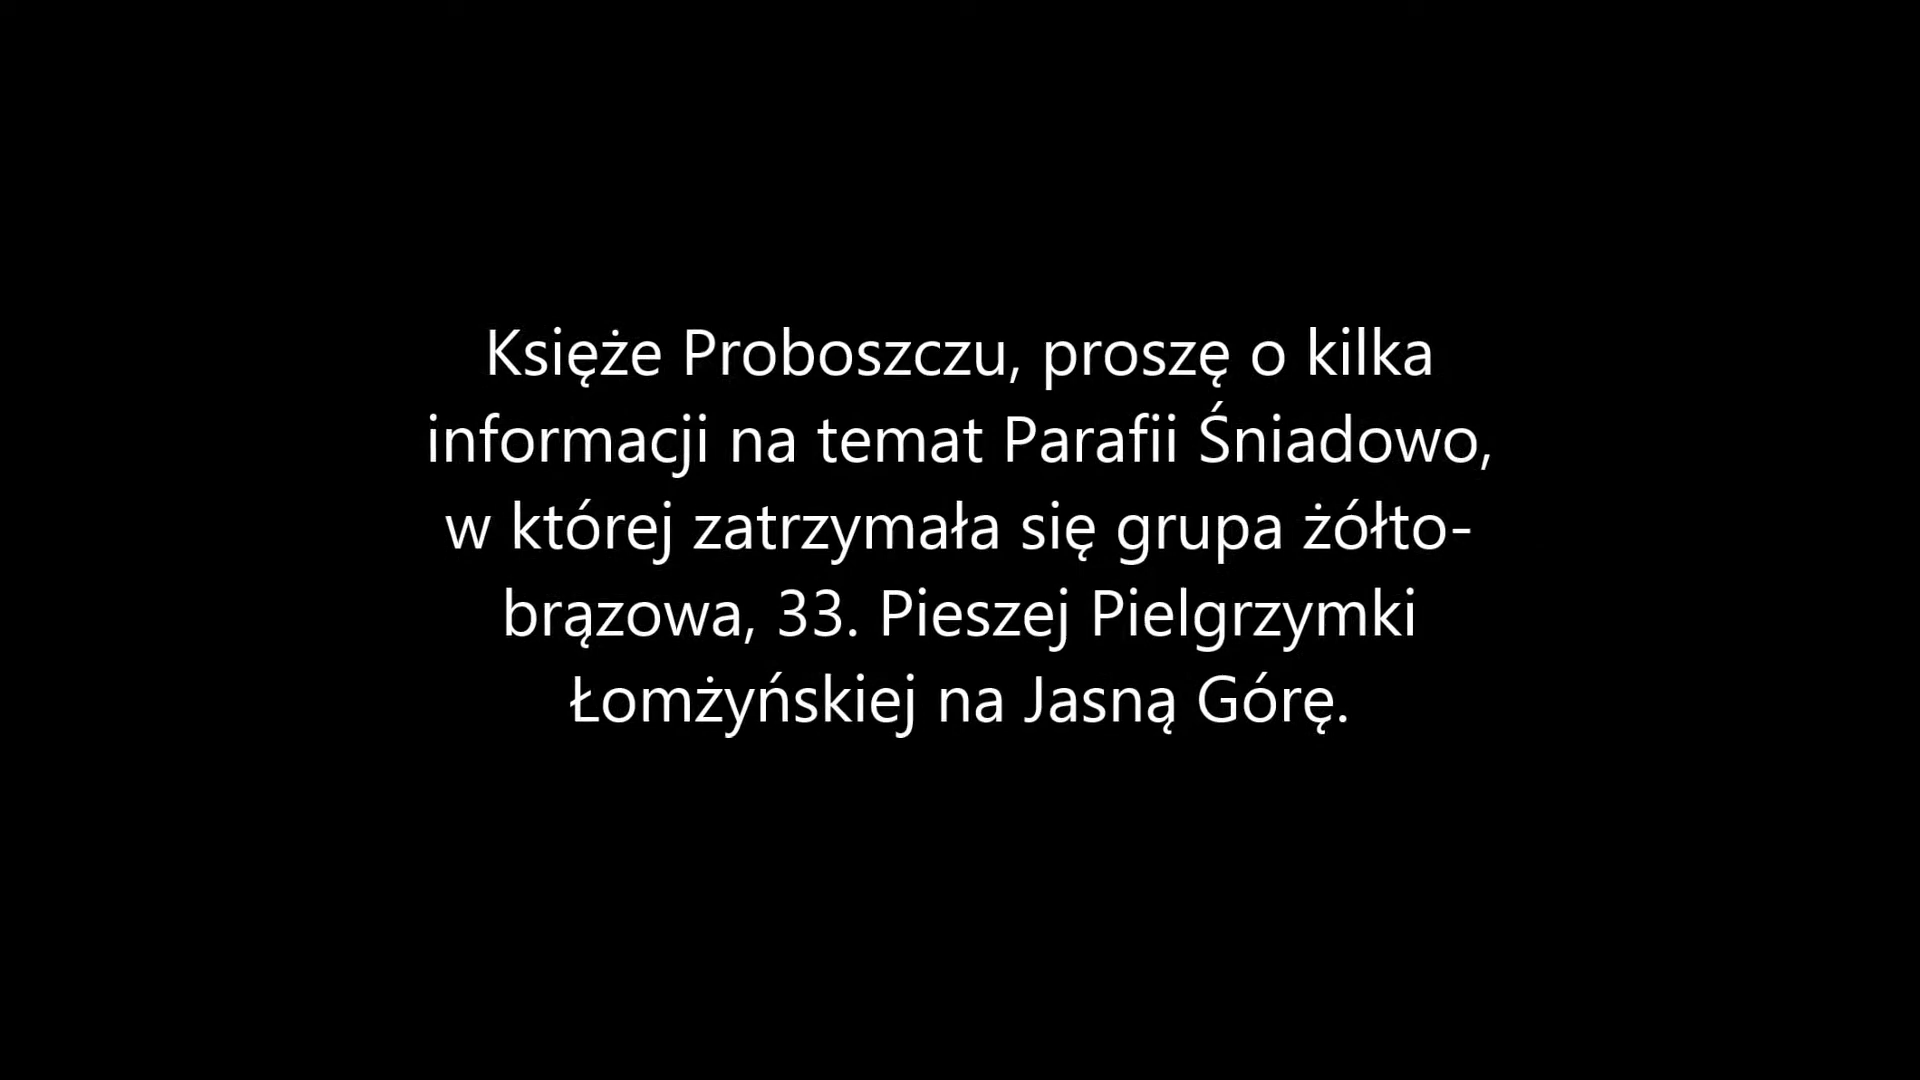 Księże Proboszczu, proszę o kilka
informacji na temat Parafii Śniadowo,
w której zatrzymała się grupa żółto-
brązowa, 33. Pieszej Pielgrzymki
Łomżyńskiej na Jasną Górę.